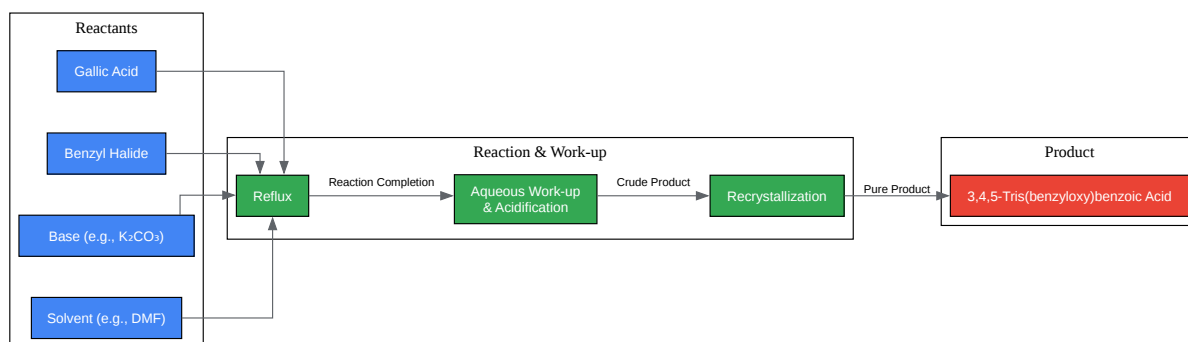 Reactants
Gallic Acid
Benzyl Halide
Base (e.g., K₂CO₃)
Solvent (e.g., DMF)
Reaction & Work-up
Reflux
Reaction Completion
Aqueous Work-up
& Acidification
Crude Product
Recrystallization
Pure Product
Product
3,4,5-Tris(benzyloxy)benzoic Acid